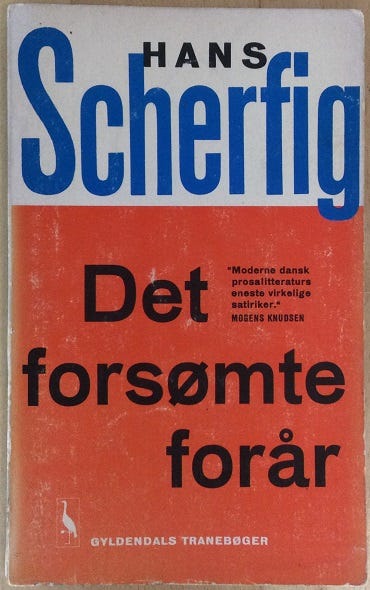 HANS
Scherfig
Det
"Moderne dansk
prosalitteraturs
eneste virkelige
satiriker."
MOGENS KNUDSEN
forsømte
forår
GYLDENDALS TRANEBØGER